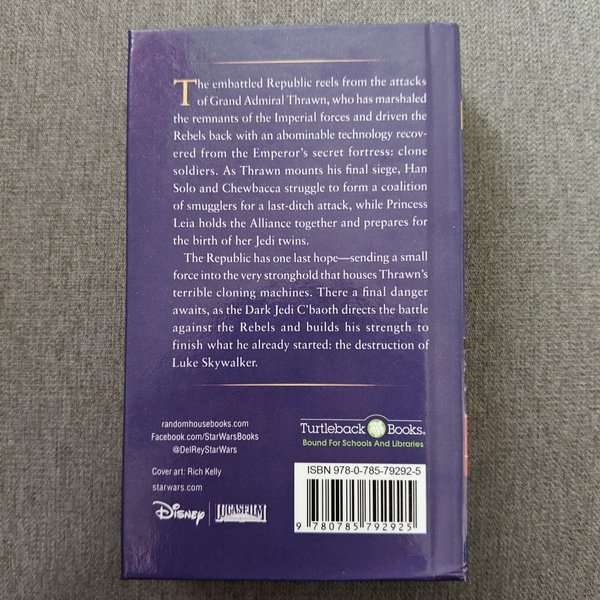 The embattled Republic reels from the attacks
of Grand Admiral Thrawn, who has marshaled
the remnants of the Imperial forces and driven the
Rebels back with an abominable technology recov-
ered from the Emperor's secret fortress: clone
soldiers. As Thrawn mounts his final siege, Han
Solo and Chewbacca struggle to form a coalition
of smugglers for a last-ditch attack, while Princess
Leia holds the Alliance together and prepares for
the birth of her Jedi twins.
The Republic has one last hope—sending a small
force into the very stronghold that houses Thrawn's
terrible cloning machines. There a final danger
awaits, as the Dark Jedi C'baoth directs the battle
against the Rebels and builds his strength to
finish what he already started: the destruction of
Luke Skywalker.
randomhousebooks.com
Facebook.com/StarWarsBooks
@DelReyStarWars
Cover art: Rich Kelly
starwars.com
Disney LUCASFILM
Turtleback Books®
Bound For Schools And Libraries
ISBN 978-0-785-79292-5
9 780785 792925